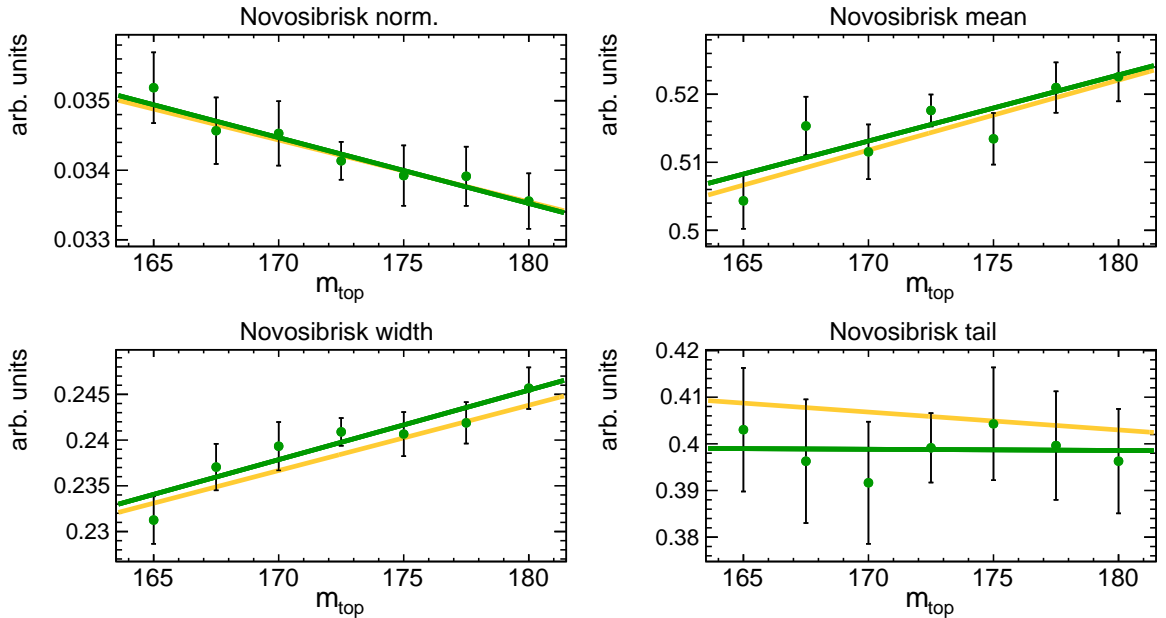 Novosibrisk norm.
arb. units
0.035
0.034
0.033
165 170 175 180
m_top
Novosibrisk mean
arb. units
0.52
0.51
0.5
165 170 175 180
m_top
Novosibrisk width
arb. units
0.245
0.24
0.235
0.23
165 170 175 180
m_top
Novosibrisk tail
arb. units
0.42
0.41
0.4
0.39
0.38
165 170 175 180
m_top